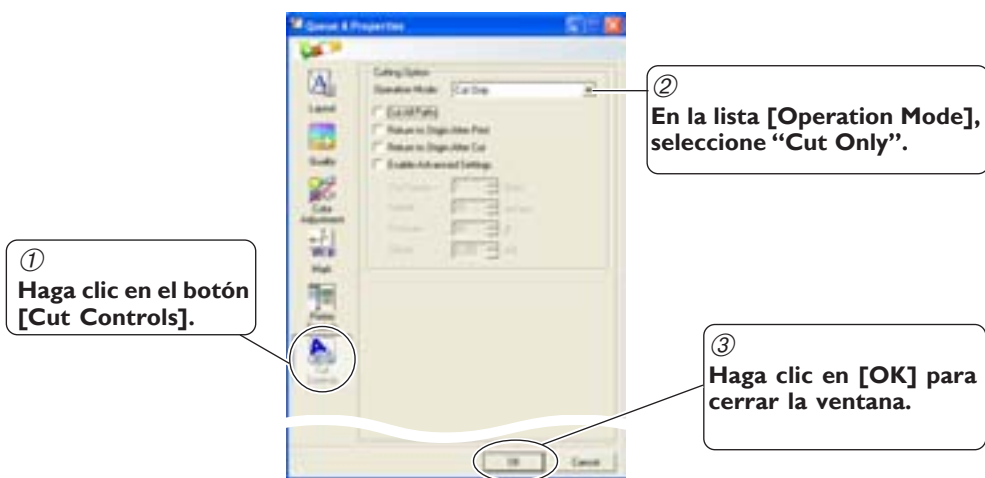 Queue A Properties
Cutting Option
Operation Mode: Cut Only
Cut All Paths
Return to Origin After Print
Return to Origin After Cut
Enable Advanced Settings
Layout
Quality
Color
Adjustment
Printer
Controls
OK Cancel
①
Haga clic en el botón
[Cut Controls].
②
En la lista [Operation Mode],
seleccione “Cut Only”.
③
Haga clic en [OK] para
cerrar la ventana.